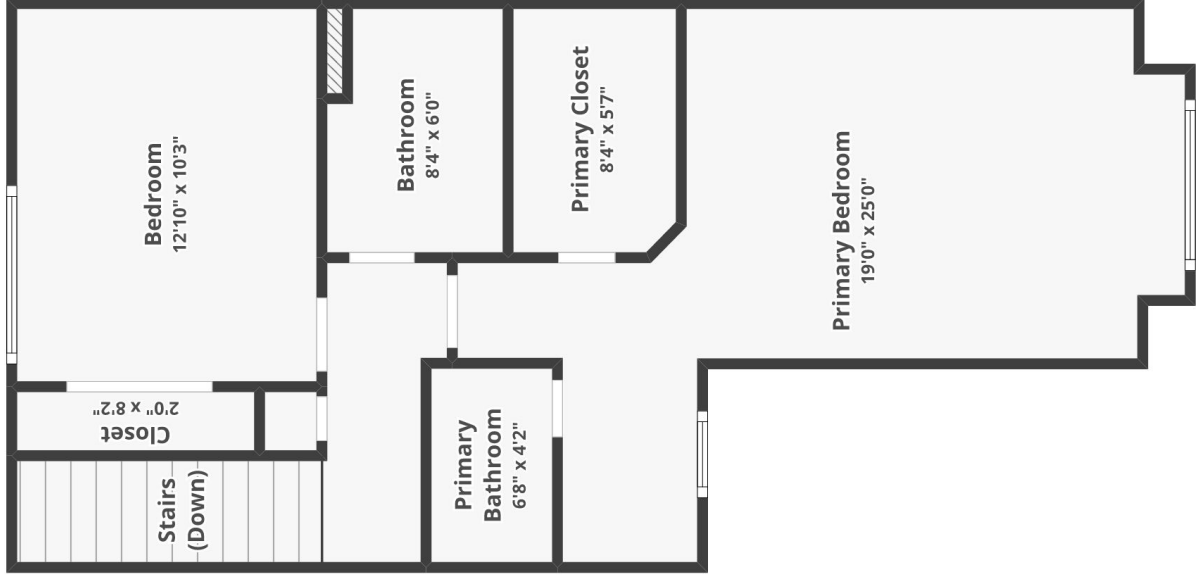 Bedroom
12'10" x 10'3"
Bathroom
8'4" x 6'0"
Primary Closet
8'4" x 5'7"
Primary Bedroom
19'0" x 25'0"
Closet
2'0" x 8'2"
Stairs
(Down)
Primary
Bathroom
6'8" x 4'2"